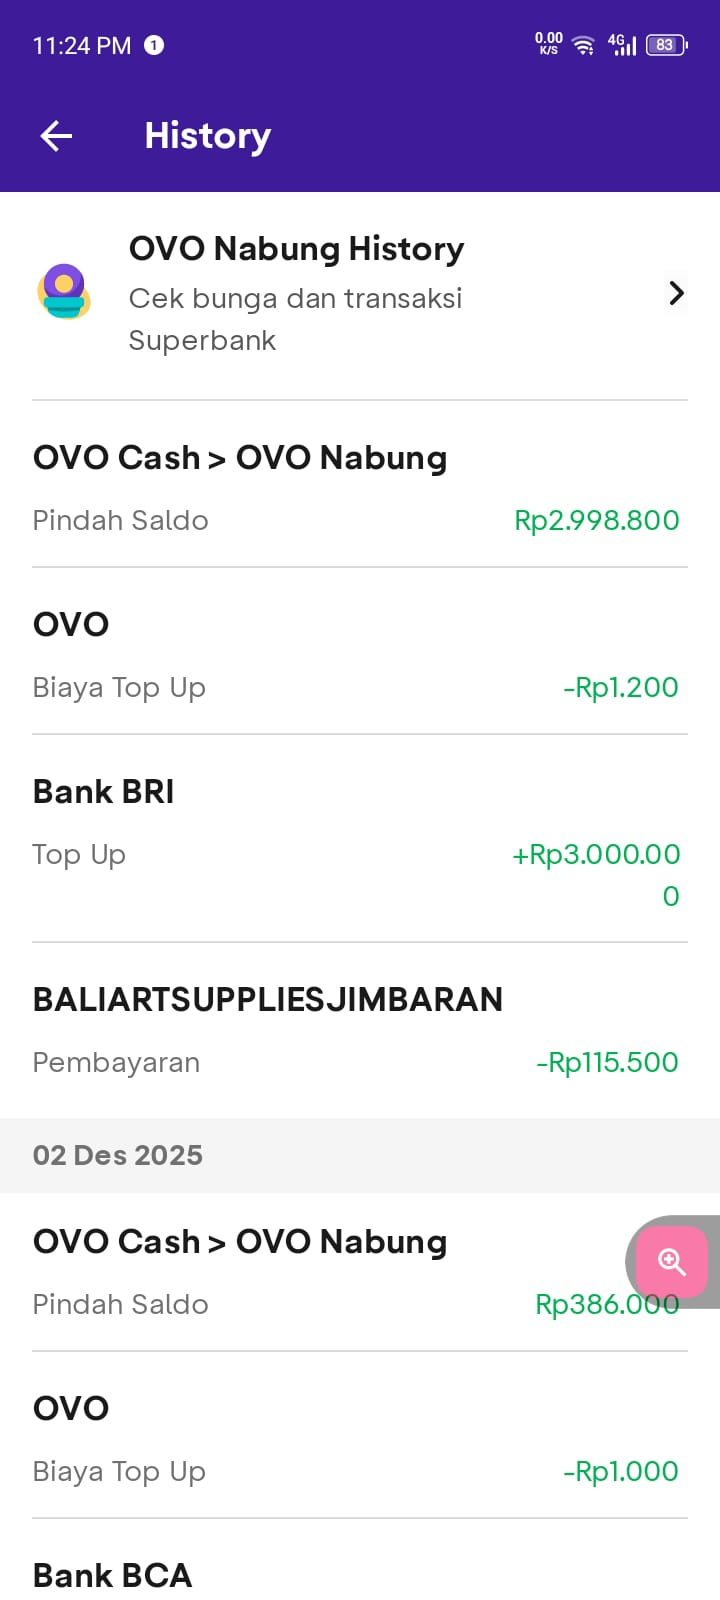 11:24 PM 1
0.00 K/S 4G 83
History
OVO Nabung History
Cek bunga dan transaksi
Superbank
OVO Cash > OVO Nabung
Pindah Saldo Rp2.998.800
OVO
Biaya Top Up -Rp1.200
Bank BRI
Top Up +Rp3.000.00
0
BALIARTSUPPLIESJIMBARAN
Pembayaran -Rp115.500
02 Des 2025
OVO Cash > OVO Nabung
Pindah Saldo Rp386.000
OVO
Biaya Top Up -Rp1.000
Bank BCA